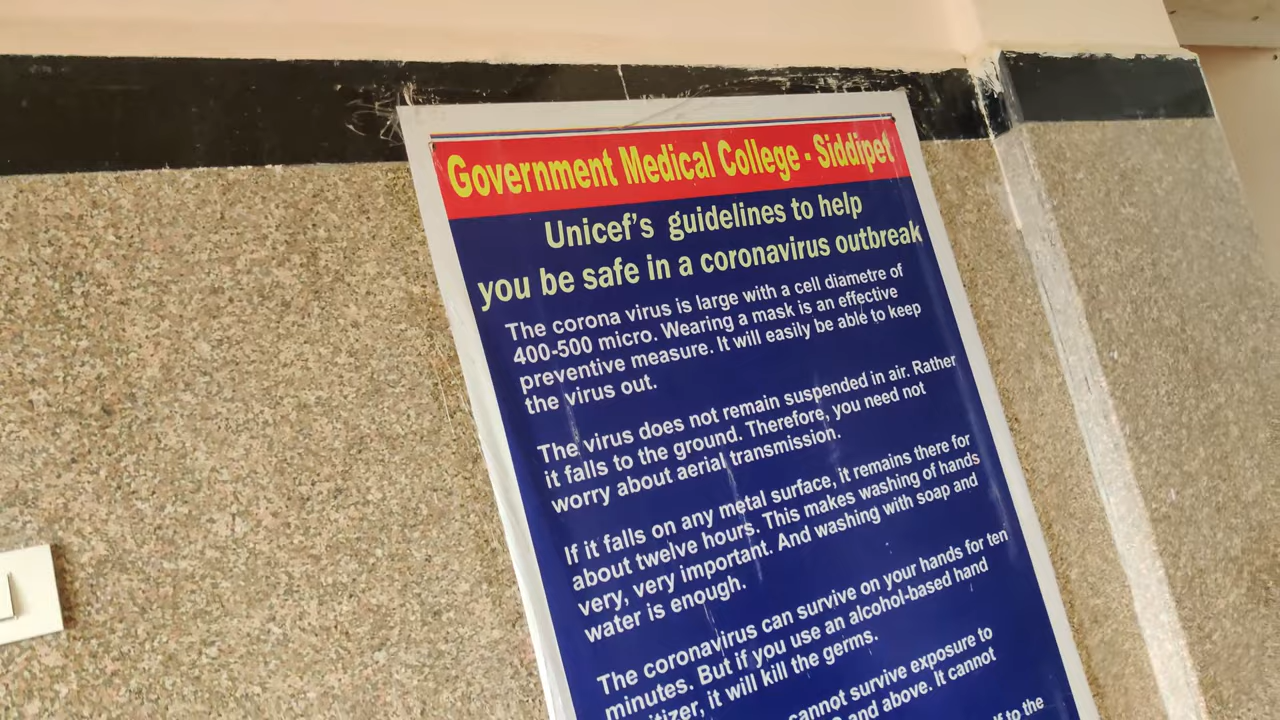 Government Medical College - Siddipet
Unicef's guidelines to help
you be safe in a coronavirus outbreak
The corona virus is large with a cell diametre of
400-500 micro. Wearing a mask is an effective
preventive measure. It will easily be able to keep
the virus out.
The virus does not remain suspended in air. Rather
it falls to the ground. Therefore, you need not
worry about aerial transmission.
If it falls on any metal surface, it remains there for
about twelve hours. This makes washing of hands
very, very important. And washing with soap and
water is enough.
The coronavirus can survive on your hands for ten
minutes. But if you use an alcohol-based hand
it will kill the germs.
cannot survive exposure to
and above. It cannot
to the